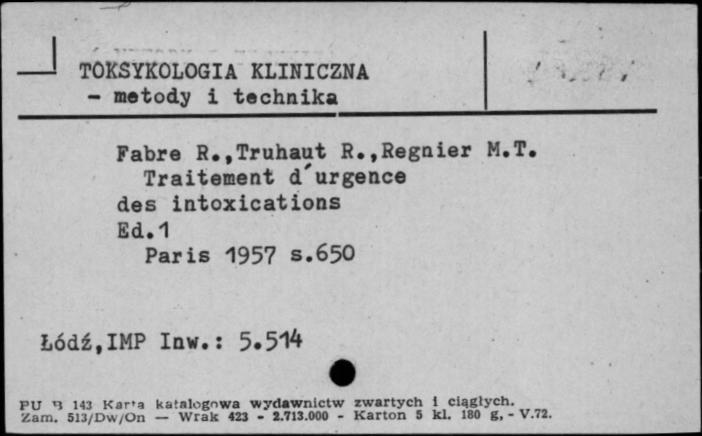 TOKSYKOLOGIA KLINICZNA
- metody i technika
Fabre R.,Truhaut R.,Regnier M.T.
Traitement d'urgence
des intoxications
Ed.1
Paris 1957 s.650
Łódź,IMP Inw.: 5.514
PU B 143 Karta katalogowa wydawnictw zwartych i ciągłych.
Zam. 513/Dw/On — Wrak 423 - 2.713.000 - Karton 5 kl. 180 g, - V.72.